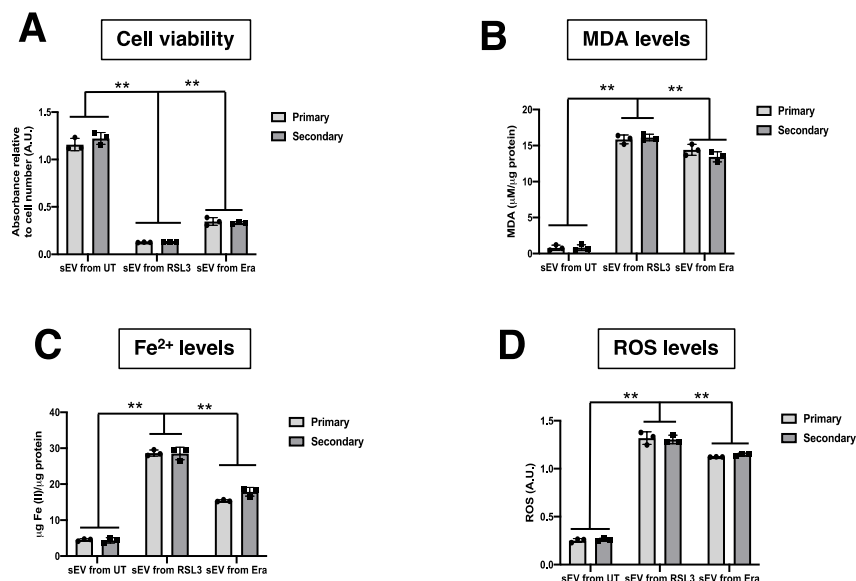 A
Cell viability
** **
Absorbance relative
to cell number (A.U.)
1.5
1.0
0.5
0.0
sEV from UT sEV from RSL3 sEV from Era
Primary
Secondary
B
MDA levels
** **
MDA (μM/μg protein)
20
15
10
5
0
sEV from UT sEV from RSL3 sEV from Era
Primary
Secondary
C
Fe²⁺ levels
** **
μg Fe (II)/μg protein
40
30
20
10
0
sEV from UT sEV from RSL3 sEV from Era
Primary
Secondary
D
ROS levels
** **
ROS (A.U.)
1.5
1.0
0.5
0.0
sEV from UT sEV from RSL3 sEV from Era
Primary
Secondary